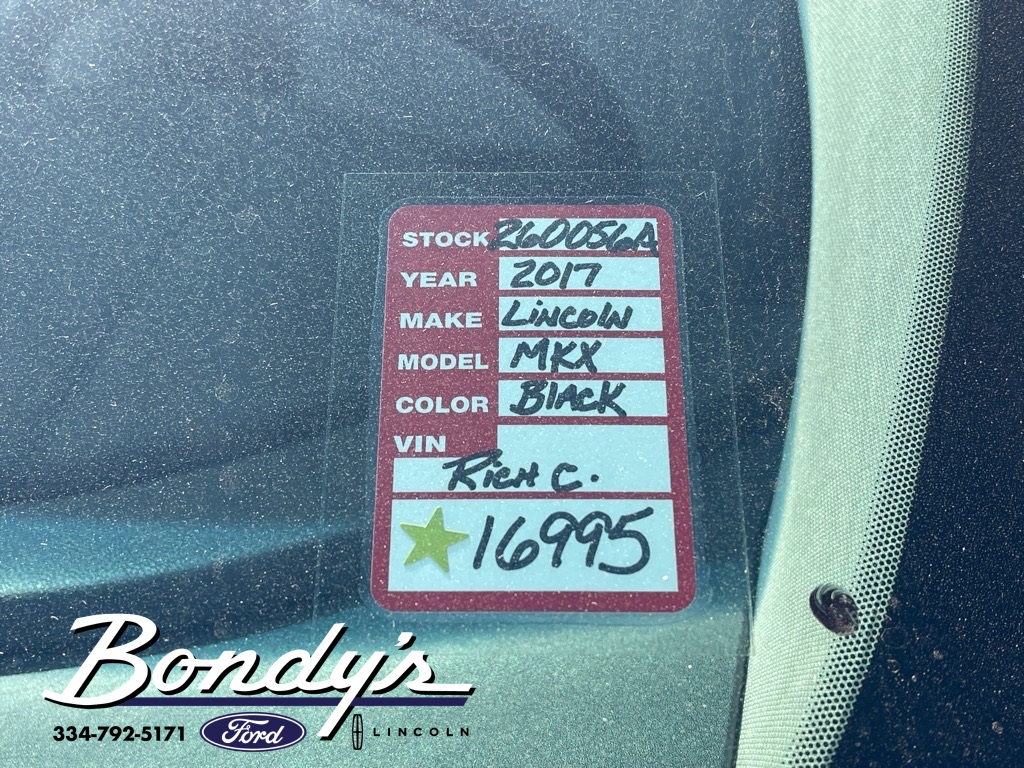 STOCK 260056A
YEAR 2017
MAKE LINCOLN
MODEL MKX
COLOR BLACK
VIN
RICH C.
16995
Bondy's
334-792-5171 Ford LINCOLN